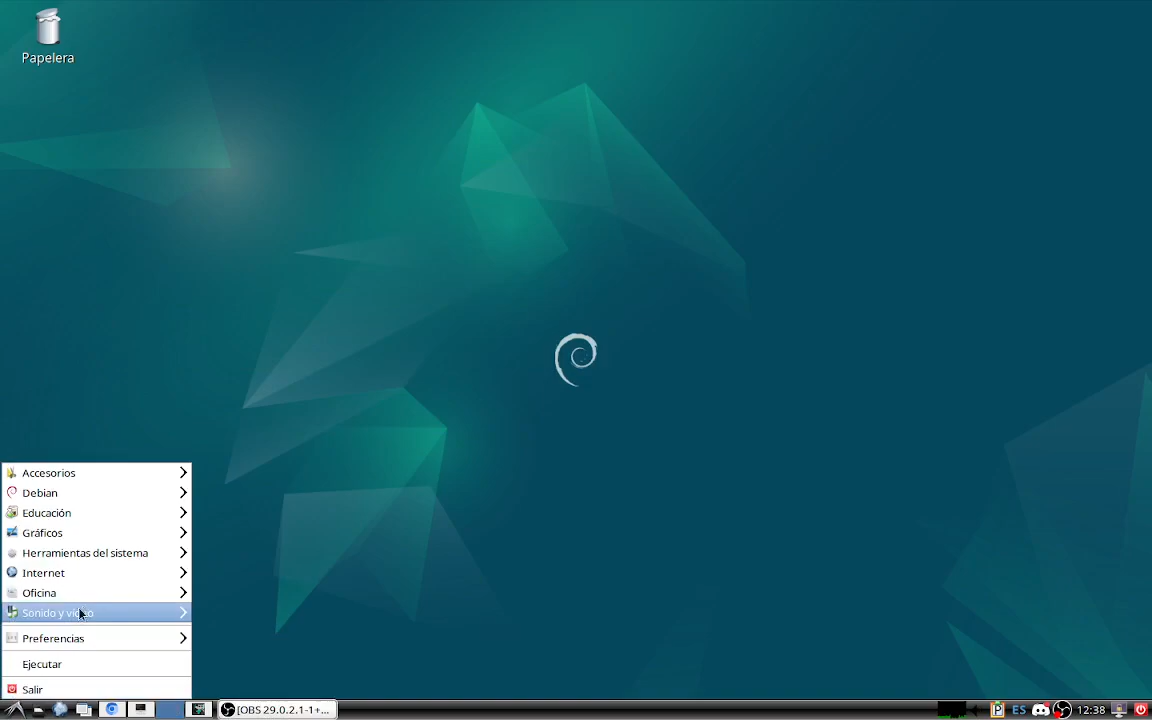 Papelera
Accesorios
Debian
Educación
Gráficos
Herramientas del sistema
Internet
Oficina
Sonido y vídeo
Preferencias
Ejecutar
Salir
[OBS 29.0.2.1-1+...
ES
12:38